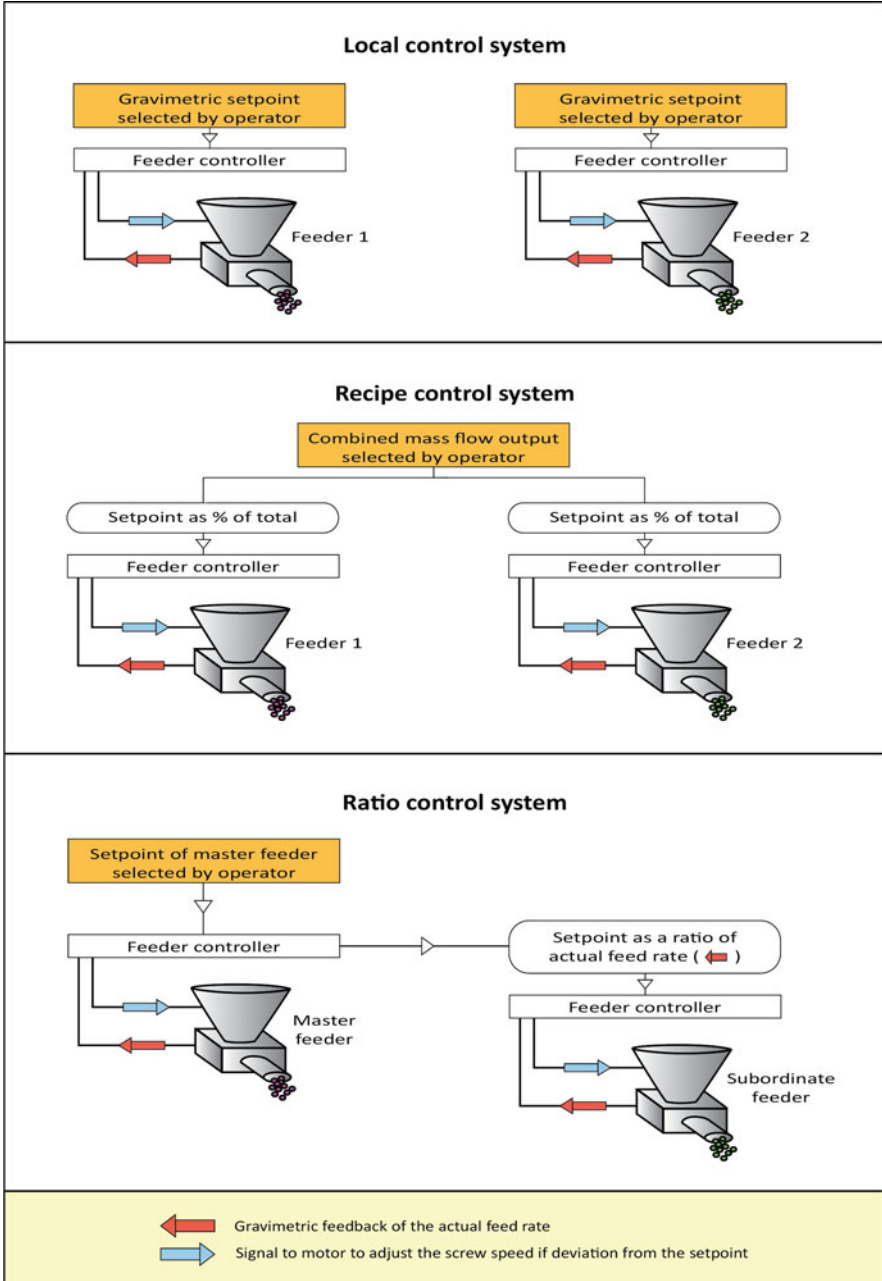 Local control system
Gravimetric setpoint
selected by operator
Gravimetric setpoint
selected by operator
Feeder controller
Feeder controller
Feeder 1
Feeder 2
Recipe control system
Combined mass flow output
selected by operator
Setpoint as % of total
Setpoint as % of total
Feeder controller
Feeder controller
Feeder 1
Feeder 2
Ratio control system
Setpoint of master feeder
selected by operator
Feeder controller
Setpoint as a ratio of
actual feed rate ( )
Feeder controller
Master
feeder
Subordinate
feeder
Gravimetric feedback of the actual feed rate
Signal to motor to adjust the screw speed if deviation from the setpoint